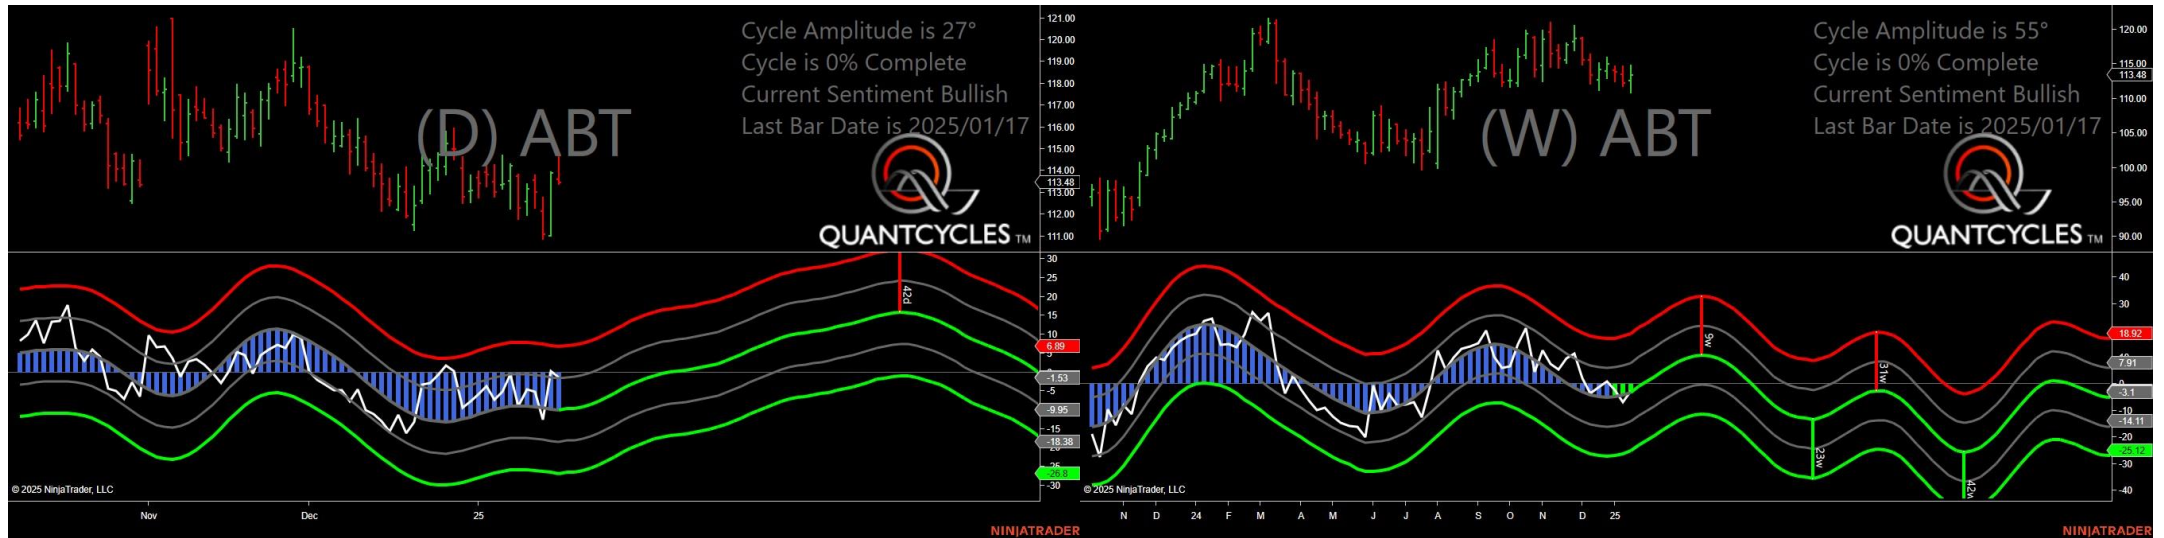 Cycle Amplitude is 27°
Cycle is 0% Complete
Current Sentiment Bullish
Last Bar Date is 2025/01/17
(D) ABT
QUANTCYCLES TM
121.00
120.00
119.00
118.00
117.00
116.00
115.00
114.00
113.48
113.00
112.00
111.00
30
25
20
15
10
6.89
5
-1.53
-5
-9.95
-15
-18.38
-25
-26.8
-30
42d
© 2025 NinjaTrader, LLC
Nov
Dec
25
NINJATRADER
Cycle Amplitude is 55°
Cycle is 0% Complete
Current Sentiment Bullish
Last Bar Date is 2025/01/17
(W) ABT
QUANTCYCLES TM
120.00
115.00
113.48
110.00
105.00
100.00
95.00
90.00
40
30
18.92
7.91
0
-3.1
-10
-14.11
-20
-25.12
-30
-40
9w
31w
23w
42w
© 2025 NinjaTrader, LLC
N
D
24
F
M
A
M
J
J
A
S
O
N
D
25
NINJATRADER